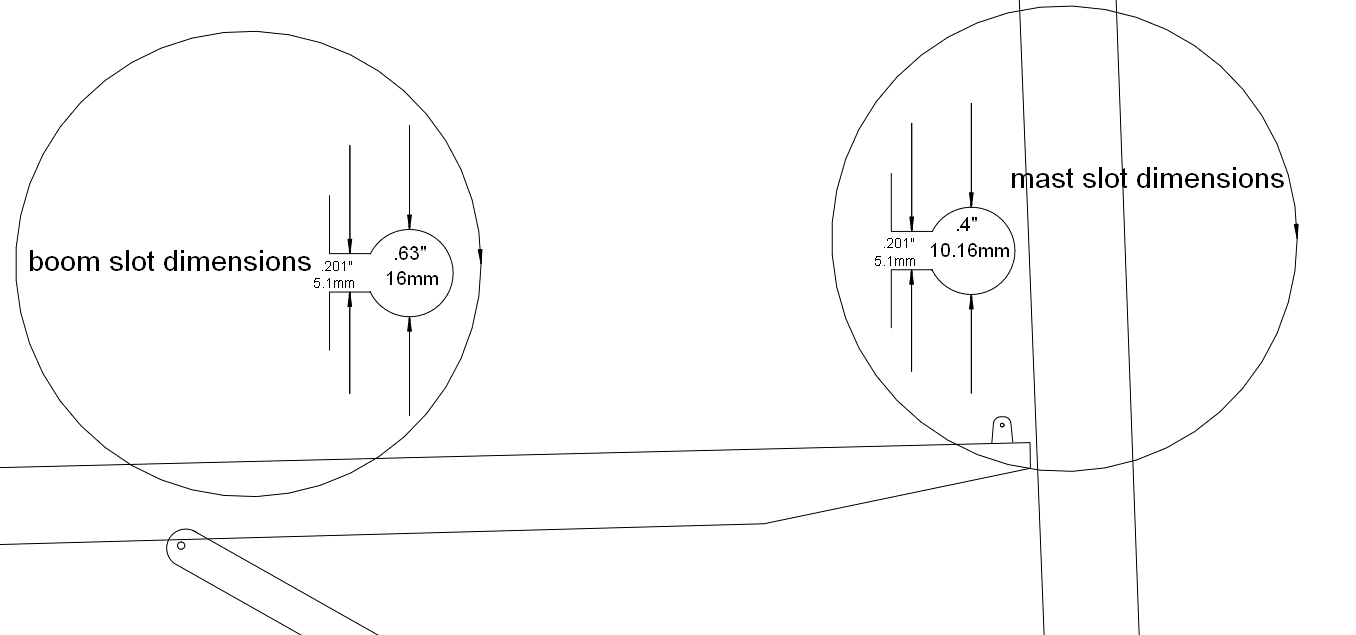 boom slot dimensions
.201"
5.1mm
.63"
16mm
mast slot dimensions
.201"
5.1mm
.4"
10.16mm